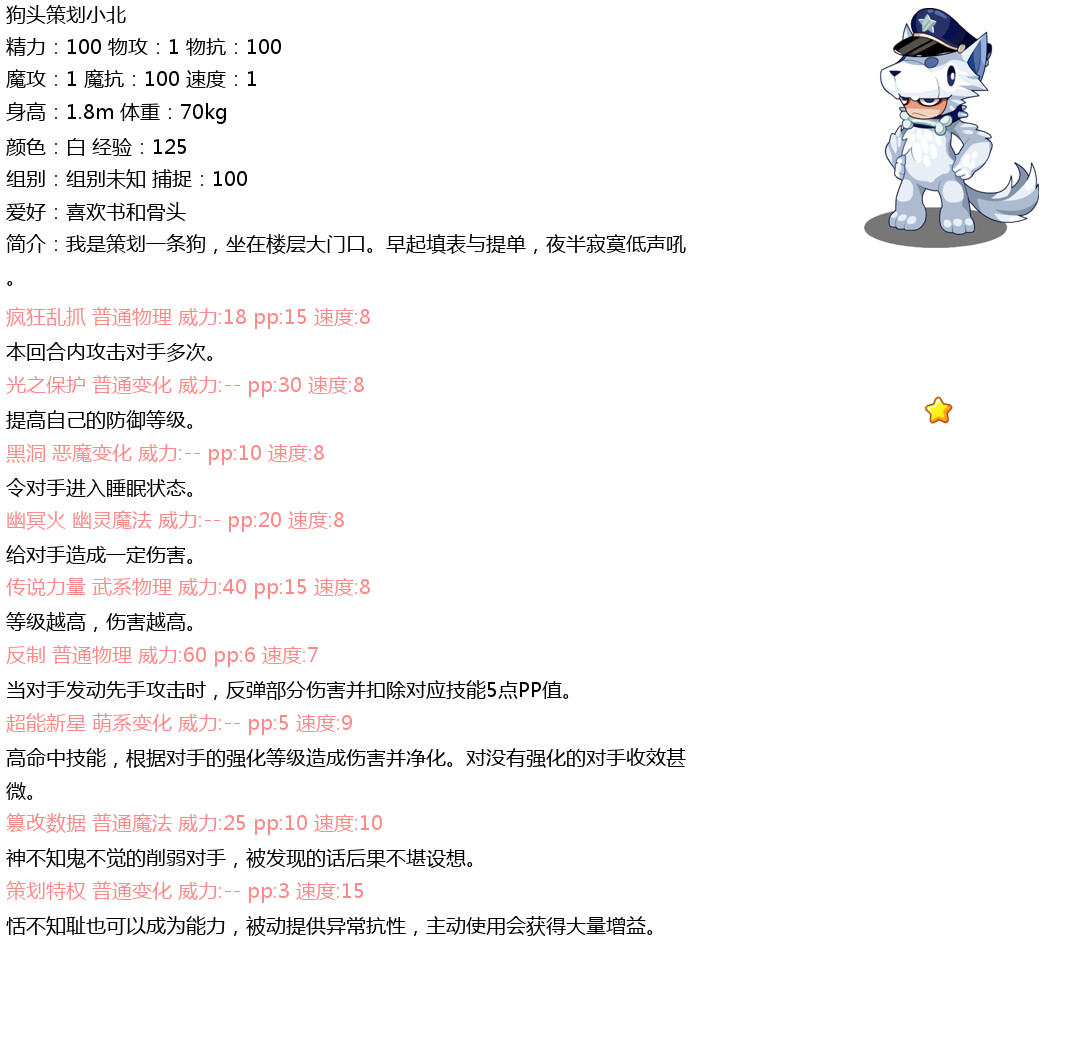 狗头策划小北
精力：100 物攻：1 物抗：100
魔攻：1 魔抗：100 速度：1
身高：1.8m 体重：70kg
颜色：白 经验：125
组别：组别未知 捕捉：100
爱好：喜欢书和骨头
简介：我是策划一条狗，坐在楼层大门口。早起填表与提单，夜半寂寞低声吼
。
疯狂乱抓 普通物理 威力:18 pp:15 速度:8
本回合内攻击对手多次。
光之保护 普通变化 威力:-- pp:30 速度:8
提高自己的防御等级。
黑洞 恶魔变化 威力:-- pp:10 速度:8
令对手进入睡眠状态。
幽冥火 幽灵魔法 威力:-- pp:20 速度:8
给对手造成一定伤害。
传说力量 武系物理 威力:40 pp:15 速度:8
等级越高，伤害越高。
反制 普通物理 威力:60 pp:6 速度:7
当对手发动先手攻击时，反弹部分伤害并扣除对应技能5点PP值。
超能新星 萌系变化 威力:-- pp:5 速度:9
高命中技能，根据对手的强化等级造成伤害并净化。对没有强化的对手收效甚
微。
篡改数据 普通魔法 威力:25 pp:10 速度:10
神不知鬼不觉的削弱对手，被发现的话后果不堪设想。
策划特权 普通变化 威力:-- pp:3 速度:15
恬不知耻也可以成为能力，被动提供异常抗性，主动使用会获得大量增益。